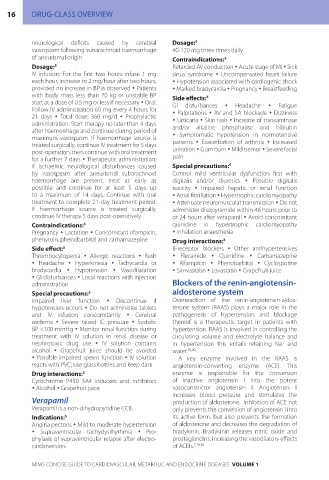 16 DRUG-CLASS OVERVIEW
neurological deficits caused by cerebral
vasospasm following subarachnoid haemorrhage
of aneurismal origin
Dosage:³
IV infusion: For the first two hours infuse 1 mg
each hour, increase to 2 mg/hour after two hours,
provided no increase in BP is observed • Patients
with body mass less than 70 kg or unstable BP
start at a dose of 0.5 mg or less if necessary • Oral:
Follow IV administration 60 mg every 4 hours for
21 days • Total dose: 360 mg/d • Prophylactic
administration: Start therapy no later than 4 days
after haemorrhage and continue during period of
maximum vasospasm. If haemorrhage source is
treated surgically, continue IV treatment for 5 days
post-operation, then continue with oral treatment
for a further 7 days • Therapeutic administration:
If ischaemic neurological disturbances caused
by vasospasm after aneurismal subarachnoid
haemorrhage are present, treat as early as
possible and continue for at least 5 days up
to a maximum of 14 days. Continue with oral
treatment to complete 21-day treatment period.
If haemorrhage source is treated surgically,
continue IV therapy 5 days post-operatively
Contraindications:³
Pregnancy • Lactation • Concomitant rifampicin,
phenytoin, phenobarbitol and carbamazepine
Side effects:³
Thrombocytopenia • Allergic reactions • Rash
• Headache • Hyperkinesia • Tachycardia or
bradycardia • Hypotension • Vasodilatation
• GI disturbances • Local reactions with injection
administration
Special precautions:³
Impaired liver function • Discontinue if
hypotension occurs • Do not administer tablets
and IV infusion concomitantly • Cerebral
oedema • Severe raised IC pressure • Systolic
BP <100 mmHg • Monitor renal function during
treatment with IV solution in renal disease or
nephrotoxic drug use • IV solution contains
alcohol • Grapefruit juice should be avoided
• Possible impaired sperm function • IV solution
reacts with PVC; use glass bottles and keep dark
Drug interactions:³
Cytochrome P450 3A4 inducers and inhibitors
• Alcohol • Grapefruit juice
Verapamil
Verapamil is a non-dihydropyridine CCB.
Indications:³
Angina pectoris • Mild to moderate hypertension
• Supraventricular tachydysrhythmia • Pro-
phylaxis of supraventricular relapse after electro-
cardioversion
Dosage:³
40-120 mg three times daily
Contraindications:³
Retarded AV conduction • Acute stage of MI • Sick
sinus syndrome • Uncompensated heart failure
• Hypotension associated with cardiogenic shock
• Marked bradycardia • Pregnancy • Breastfeeding
Side effects:³
GI disturbances • Headache • Fatigue
• Palpitations • AV and SA blockade • Dizziness
• Urticaria • Skin rash • Increase of transaminase
and/or alkaline phosphatase and bilirubin
• Symptomatic hypotension in normotensive
patients • Exacerbation of arthritis • Increased
urination • Gum burn • Mild tremor • Severe facial
pain
Special precautions:³
Control mild ventricular dysfunction first with
digitalis and/or diuretics • Possible digitalis
toxicity • Impaired hepatic or renal function
• Atrial fibrillation • Hypertrophic cardiomyopathy
• Attenuate neuromuscular transmission • Do not
administer disopyramide within 48 hours prior to
or 24 hours after verapamil • Avoid concomitant
quinidine in hypertrophic cardiomyopathy
• Inhalation anaesthesia
Drug interactions:³
B-receptor blockers • Other antihypertensives
• Flecainide • Quinidine • Carbamazepine
• Rifampicin • Phenobarbital • Cyclosporine
• Simvastatin • Lovastatin • Grapefruit juice
Blockers of the renin-angiotensin-
aldosterone system
Overreaction of the renin-angiotensin-aldos-
terone system (RAAS) plays a major role in the
pathogenesis of hypertension and blocking
thereof is a therapeutic target in patients with
hypertension. RAAS is involved in controlling the
circulating volume and electrolyte balance and
in hypertension this entails retaining Na⁺ and
water.
A key enzyme involved in the RAAS is
angiotensin-converting enzyme (ACE). This
enzyme is responsible for the conversion
of inactive angiotensin I into the potent
vasoconstrictor angiotensin II. Angiotensin II
increases blood pressure and stimulates the
production of aldosterone. Inhibition of ACE not
only prevents the conversion of angiotensin I into
its active form, but also prevents the formation
of aldosterone and decreases the degradation of
bradykinin. Bradykinin releases nitric oxide and
prostaglandins, increasing the vasodilatory effects
of ACEIs.
MIMS CONCISE GUIDE TO CARDIOVASCULAR, METABOLIC AND ENDOCRINE DISEASES VOLUME 1